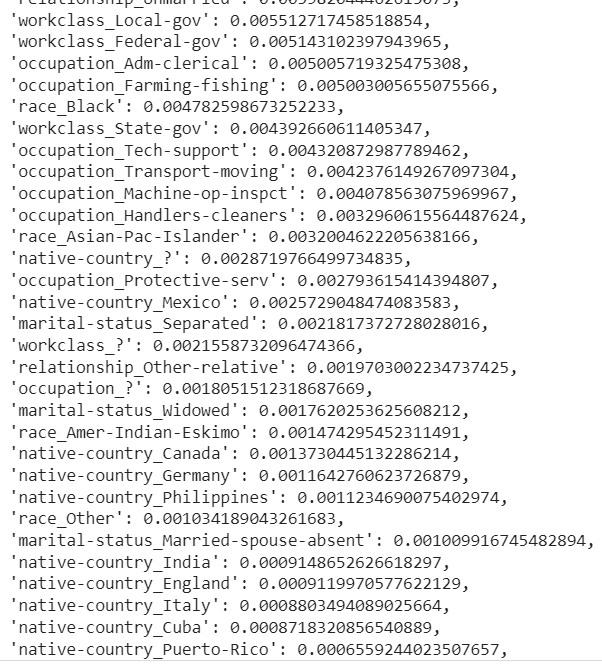 'relationship_Unmarried': 0.005982044462619075,
'workclass_Local-gov': 0.005512717458518854,
'workclass_Federal-gov': 0.005143102397943965,
'occupation_Adm-clerical': 0.005005719325475308,
'occupation_Farming-fishing': 0.005003005655075566,
'race_Black': 0.004782598673252233,
'workclass_State-gov': 0.004392660611405347,
'occupation_Tech-support': 0.004320872987789462,
'occupation_Transport-moving': 0.0042376149267097304,
'occupation_Machine-op-inspct': 0.004078563075969967,
'occupation_Handlers-cleaners': 0.0032960615564487624,
'race_Asian-Pac-Islander': 0.0032004622205638166,
'native-country_?': 0.0028719766499734835,
'occupation_Protective-serv': 0.002793615414394807,
'native-country_Mexico': 0.0025729048474083583,
'marital-status_Separated': 0.0021817372728028016,
'workclass_?': 0.0021558732096474366,
'relationship_Other-relative': 0.0019703002234737425,
'occupation_?': 0.0018051512318687669,
'marital-status_Widowed': 0.0017620253625608212,
'race_Amer-Indian-Eskimo': 0.001474295452311491,
'native-country_Canada': 0.0013730445132286214,
'native-country_Germany': 0.0011642760623726879,
'native-country_Philippines': 0.0011234690075402974,
'race_Other': 0.001034189043261683,
'marital-status_Married-spouse-absent': 0.001009916745482894,
'native-country_India': 0.0009148652626618297,
'native-country_England': 0.0009119970577622129,
'native-country_Italy': 0.0008803494089025664,
'native-country_Cuba': 0.0008718320856540889,
'native-country_Puerto-Rico': 0.0006559244023507657,